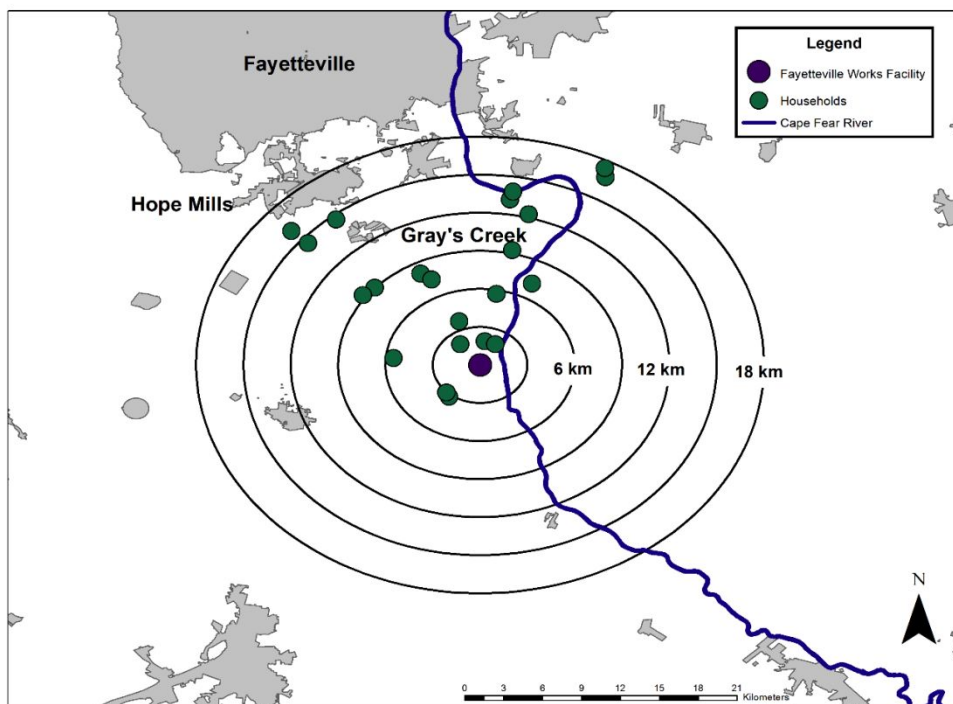 Fayetteville
Legend
Fayetteville Works Facility
Households
Cape Fear River
Hope Mills
Gray's Creek
6 km
12 km
18 km
N
0 3 6 9 12 15 18 21
Kilometers